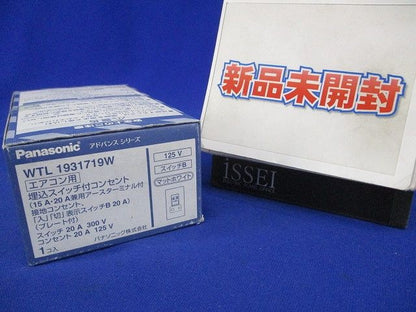 Panasonic アドバンスシリーズ
WTL 1931719W
エアコン用
埋込スイッチ付コンセント
(15 A·20 A兼用アースターミナル付
接地コンセント、
「入」「切」表示スイッチB 20 A)
(プレート付)
スイッチ 20 A 300 V
コンセント 20 A 125 V
1コ入
パナソニック株式会社
125 V
スイッチB
マットホワイト
新品未開封
iSSEI